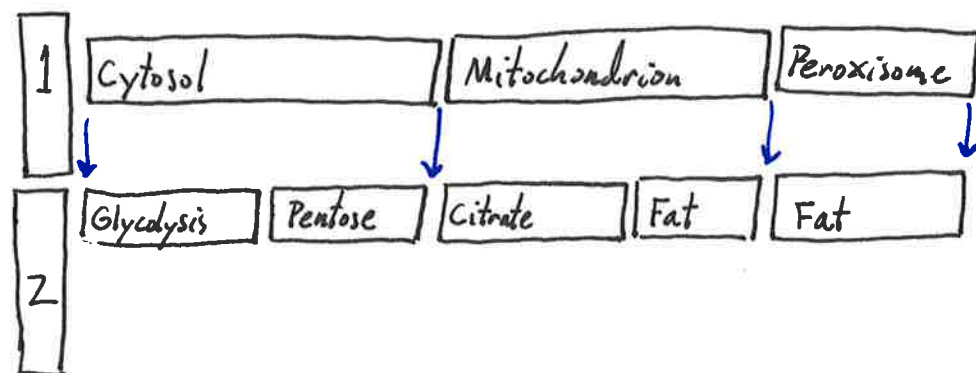 1 Cytosol Mitochondrion Peroxisome
2 Glycolysis Pentose Citrate Fat Fat